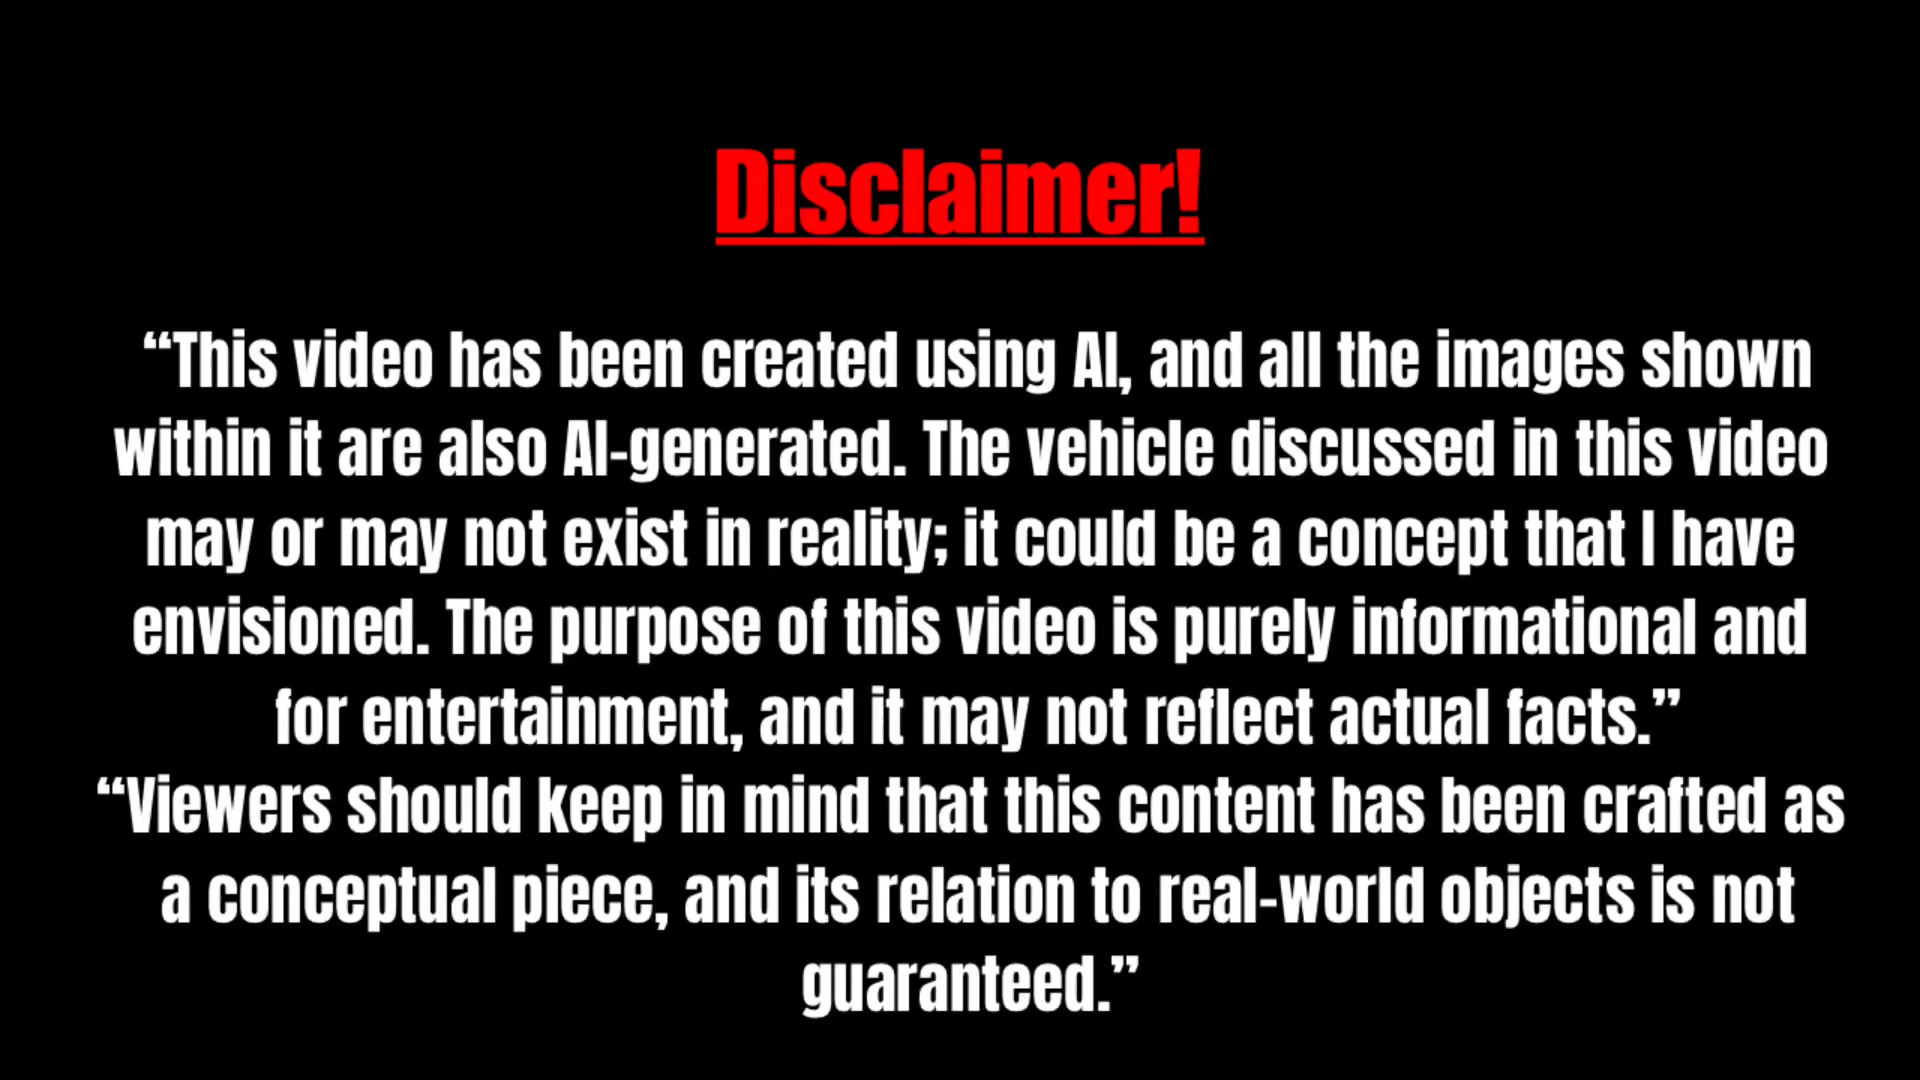 Disclaimer!
“This video has been created using AI, and all the images shown
within it are also AI-generated. The vehicle discussed in this video
may or may not exist in reality; it could be a concept that I have
envisioned. The purpose of this video is purely informational and
for entertainment, and it may not reflect actual facts.”
“Viewers should keep in mind that this content has been crafted as
a conceptual piece, and its relation to real-world objects is not
guaranteed.”